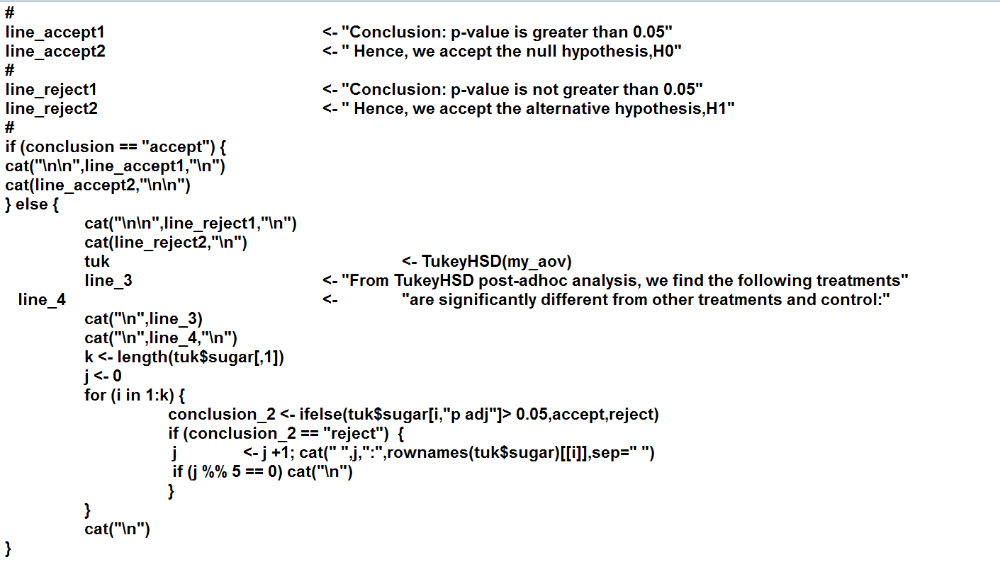 #
line_accept1 <- "Conclusion: p-value is greater than 0.05"
line_accept2 <- " Hence, we accept the null hypothesis,H0"
#
line_reject1 <- "Conclusion: p-value is not greater than 0.05"
line_reject2 <- " Hence, we accept the alternative hypothesis,H1"
#
if (conclusion == "accept") {
cat("\n\n",line_accept1,"\n")
cat(line_accept2,"\n\n")
} else {
cat("\n\n",line_reject1,"\n")
cat(line_reject2,"\n")
tuk <- TukeyHSD(my_aov)
line_3 <- "From TukeyHSD post-adhoc analysis, we find the following treatments"
line_4 <- "are significantly different from other treatments and control:"
cat("\n",line_3)
cat("\n",line_4,"\n")
k <- length(tuk$sugar[,1])
j <- 0
for (i in 1:k) {
conclusion_2 <- ifelse(tuk$sugar[i,"p adj"]> 0.05,accept,reject)
if (conclusion_2 == "reject") {
j <- j +1; cat(" ",j,":",rownames(tuk$sugar)[[i]],sep=" ")
if (j %% 5 == 0) cat("\n")
}
}
cat("\n")
}